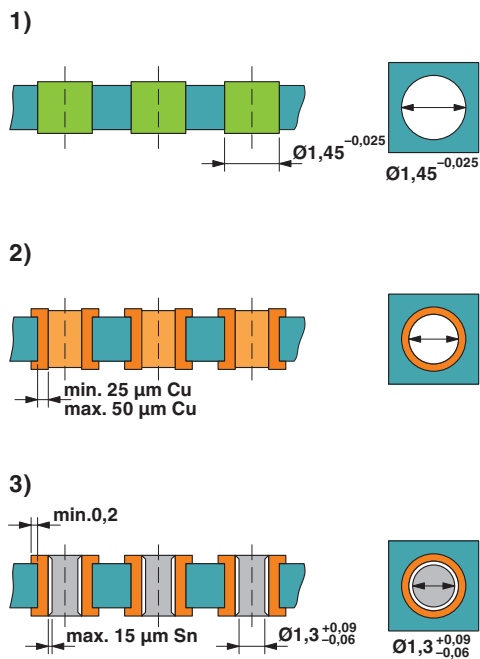 1)
Ø1,45 –0,025
Ø1,45 –0,025
2)
min. 25 µm Cu
max. 50 µm Cu
3)
min.0,2
max. 15 µm Sn
Ø1,3 +0,09 –0,06
Ø1,3 +0,09 –0,06